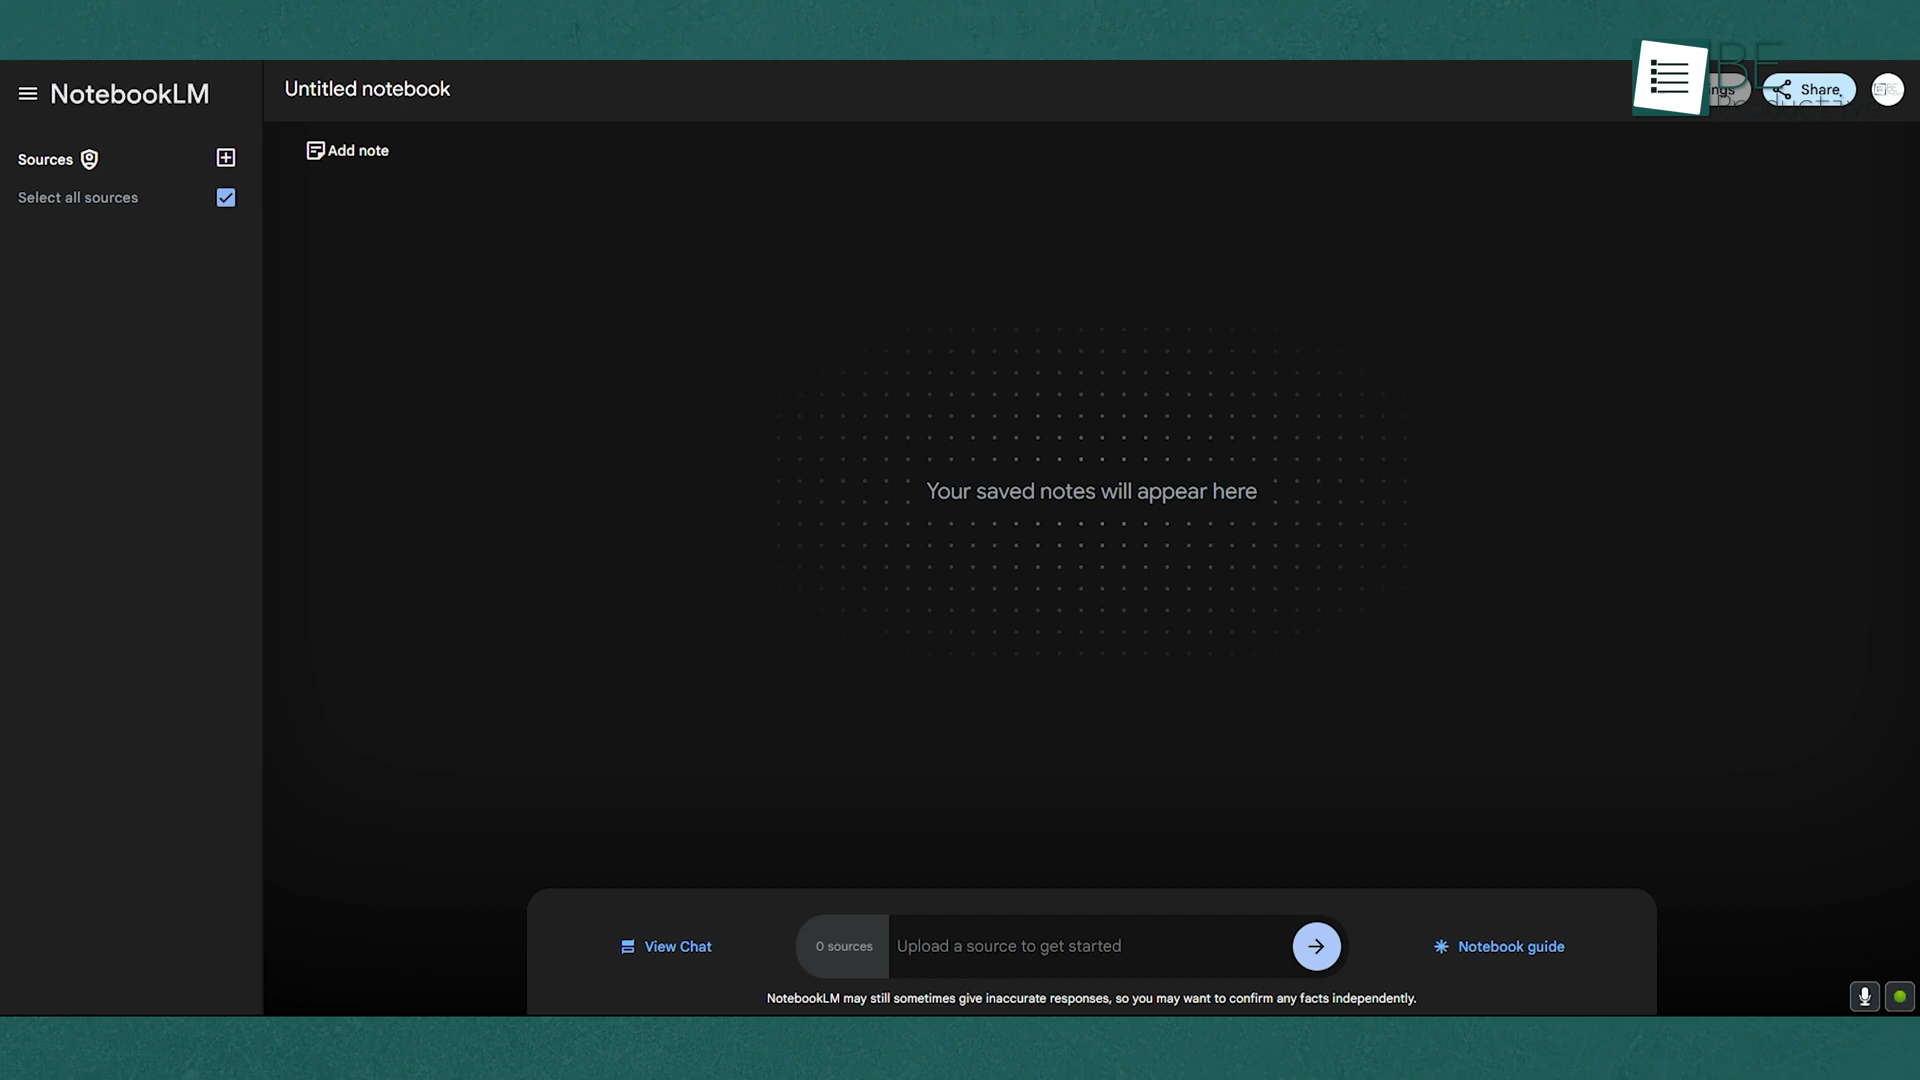 NotebookLM
Untitled notebook
BE
Share
Sources
Add note
Select all sources
Your saved notes will appear here
View Chat
0 sources
Upload a source to get started
Notebook guide
NotebookLM may still sometimes give inaccurate responses, so you may want to confirm any facts independently.